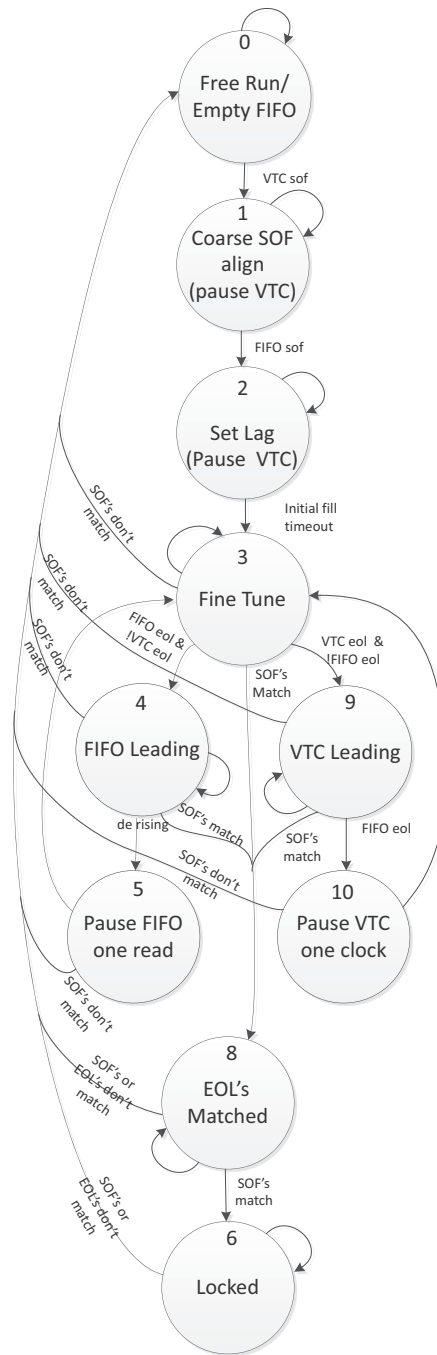 0
Free Run/
Empty FIFO
VTC sof
1
Coarse SOF
align
(pause VTC)
FIFO sof
2
Set Lag
(Pause VTC)
Initial fill
timeout
SOF's don't
match
3
Fine Tune
SOF's don't
match
FIFO eol &
!VTC eol
VTC eol &
!FIFO eol
SOF's
Match
SOF's don't
match
4
FIFO Leading
9
VTC Leading
de rising
SOF's match
SOF's
match
FIFO eol
SOF's don't
match
5
Pause FIFO
one read
10
Pause VTC
one clock
SOF's don't
match
8
EOL's
Matched
SOF's or
EOL's don't
match
SOF's
match
SOF's or
EOL's don't
match
6
Locked